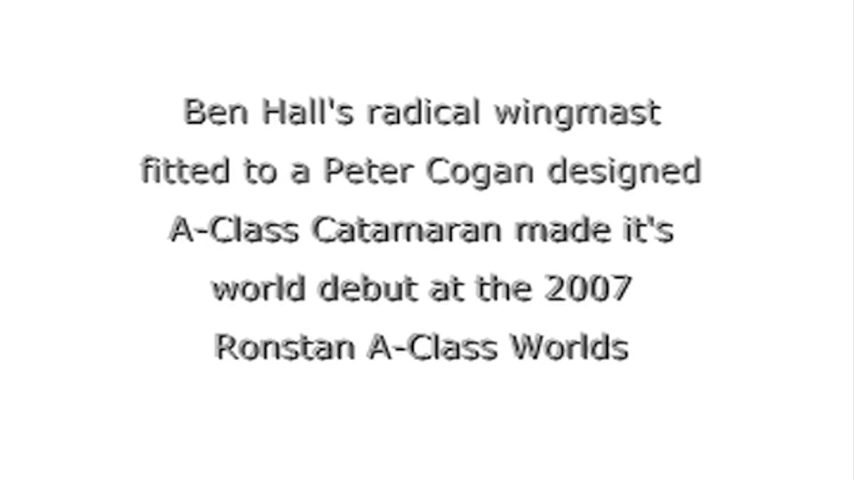 Ben Hall's radical wingmast
fitted to a Peter Cogan designed
A-Class Catamaran made it's
world debut at the 2007
Ronstan A-Class Worlds